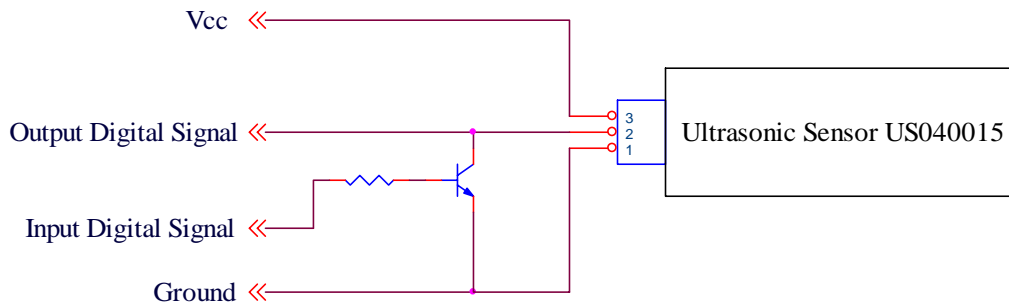 Vcc
3
Output Digital Signal
2
Ultrasonic Sensor US040015
1
Input Digital Signal
Ground